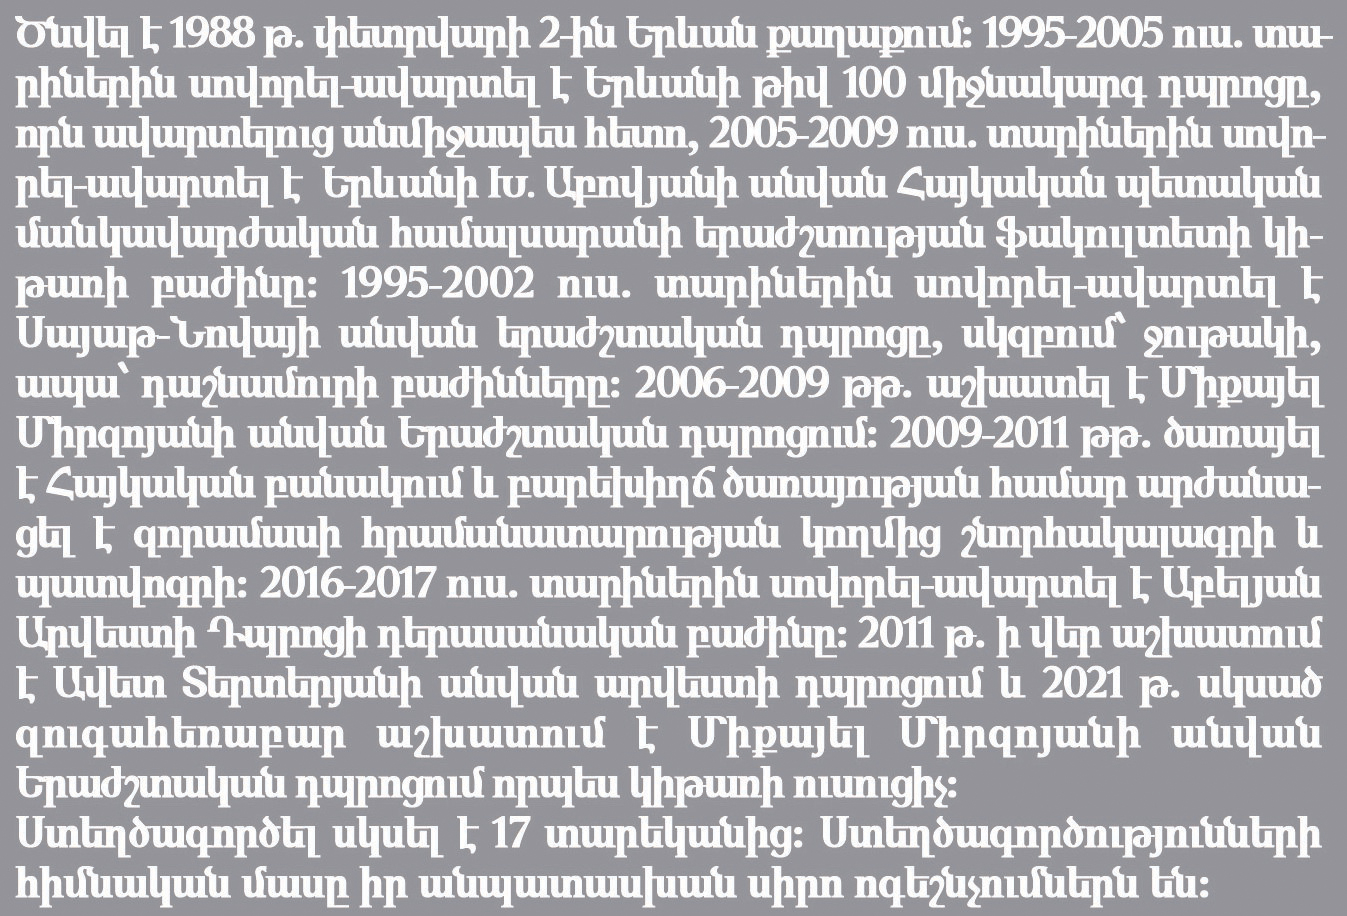 Ծնվել է 1988 թ. փետրվարի 2-ին Երևան քաղաքում: 1995-2005 ուս. տա-
րիներին սովորել-ավարտել է Երևանի թիվ 100 միջնակարգ դպրոցը,
որն ավարտելուց անմիջապես հետո, 2005-2009 ուս. տարիներին սովո-
րել-ավարտել է Երևանի Խ. Աբովյանի անվան Հայկական պետական
մանկավարժական համալսարանի երաժշտության ֆակուլտետի կի-
թառի բաժինը: 1995-2002 ուս. տարիներին սովորել-ավարտել է
Սայաթ-Նովայի անվան երաժշտական դպրոցը, սկզբում՝ ջութակի,
ապա՝ դաշնամուրի բաժինները: 2006-2009 թթ. աշխատել է Միքայել
Միրզոյանի անվան Երաժշտական դպրոցում: 2009-2011 թթ. ծառայել
է Հայկական բանակում և բարեխիղճ ծառայության համար արժանա-
ցել է զորամասի հրամանատարության կողմից շնորհակալագրի և
պատվոգրի: 2016-2017 ուս. տարիներին սովորել-ավարտել է Աբելյան
Արվեստի Դպրոցի դերասանական բաժինը: 2011 թ. ի վեր աշխատում
է Ավետ Տերտերյանի անվան արվեստի դպրոցում և 2021 թ. սկսած
զուգահեռաբար աշխատում է Միքայել Միրզոյանի անվան
Երաժշտական դպրոցում որպես կիթառի ուսուցիչ:
Ստեղծագործել սկսել է 17 տարեկանից: Ստեղծագործությունների
հիմնական մասը իր անպատասխան սիրո ոգեշնչումներն են: